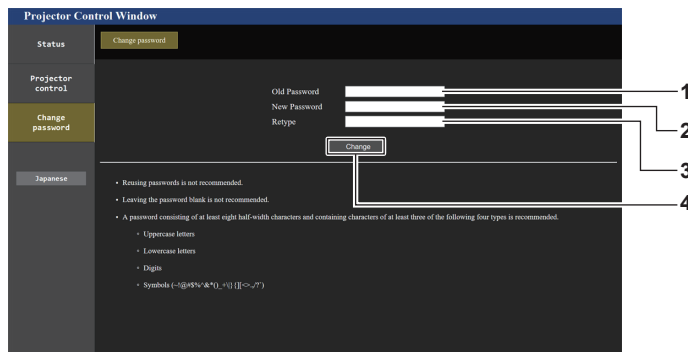 Projector Control Window
Status
Change password
Projector
control
Change
password
Japanese
Old Password
New Password
Retype
Change
1
2
3
4
• Reusing passwords is not recommended.
• Leaving the password blank is not recommended.
• A password consisting of at least eight half-width characters and containing characters of at least three of the following four types is recommended.
◦ Uppercase letters
◦ Lowercase letters
◦ Digits
◦ Symbols (~!@#$%^&*()_+\|}{][<>.,/?`)